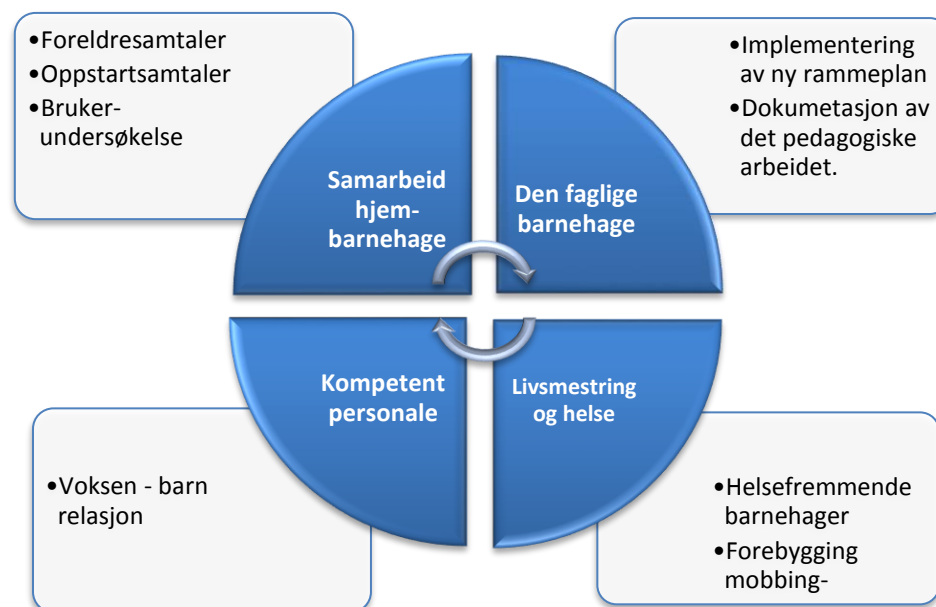 •Foreldresamtaler
•Oppstartsamtaler
•Bruker-
undersøkelse
•Implementering
av ny rammeplan
•Dokumetasjon av
det pedagogiske
arbeidet.
Samarbeid
hjem-
barnehage
Den faglige
barnehage
Kompetent
personale
Livsmestring
og helse
•Voksen - barn
relasjon
•Helsefremmende
barnehager
•Forebygging
mobbing-